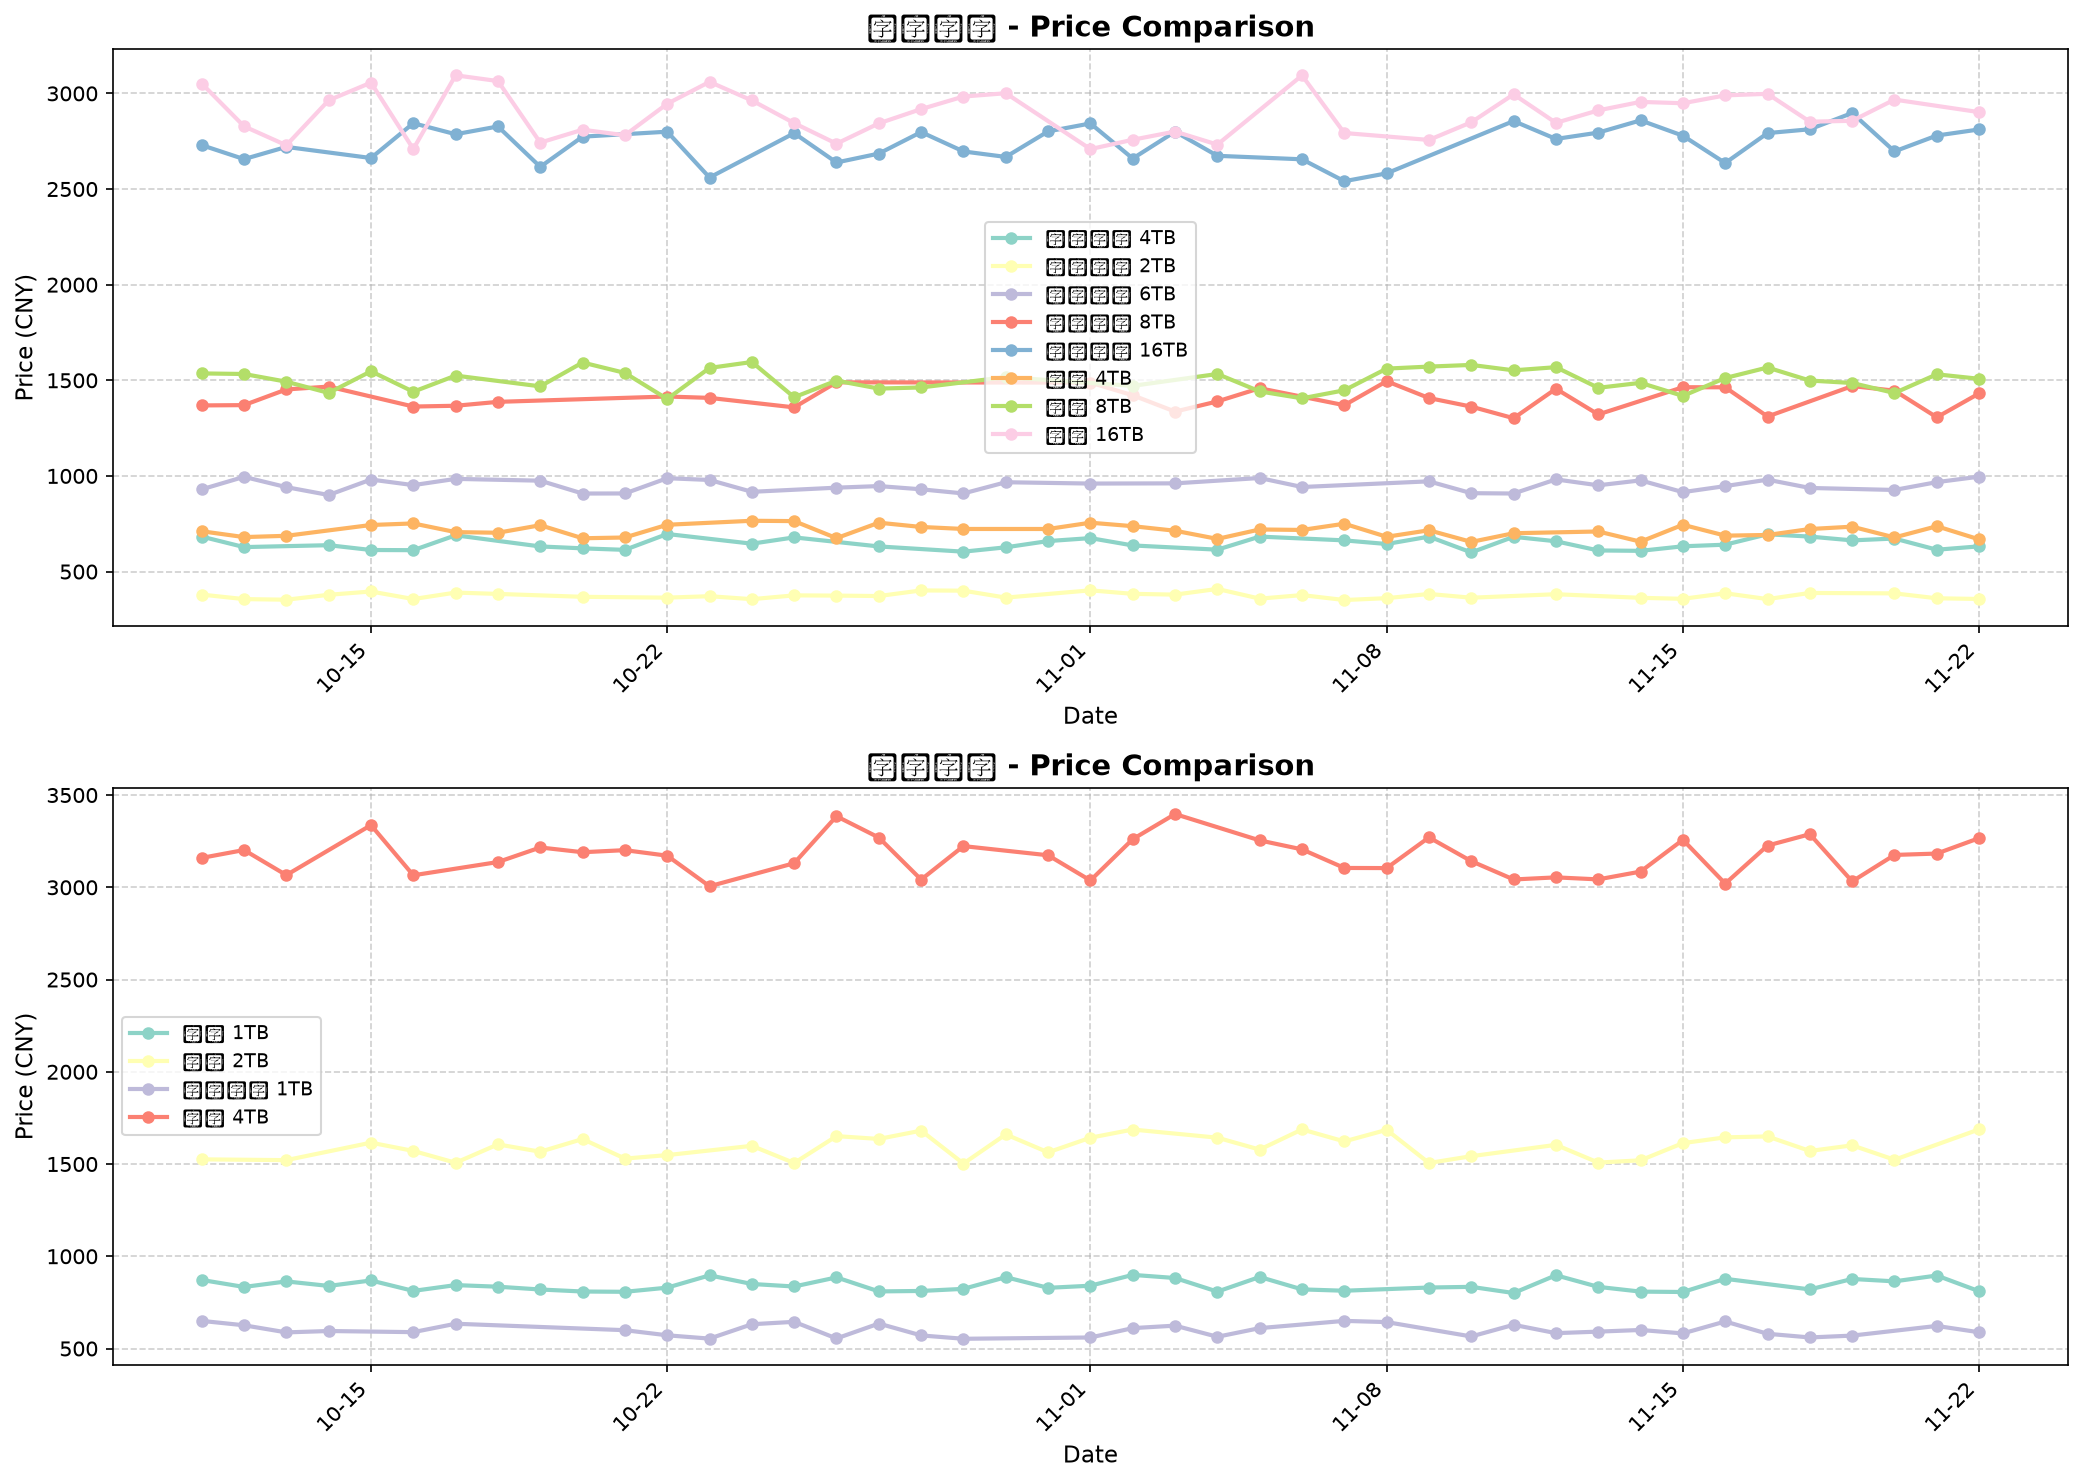 - Price Comparison
Price (CNY)
3000
2500
2000
1500
1000
500
4TB
2TB
6TB
8TB
16TB
4TB
8TB
16TB
10-15
10-22
11-01
11-08
11-15
11-22
Date
- Price Comparison
Price (CNY)
3500
3000
2500
2000
1500
1000
500
1TB
2TB
1TB
4TB
10-15
10-22
11-01
11-08
11-15
11-22
Date